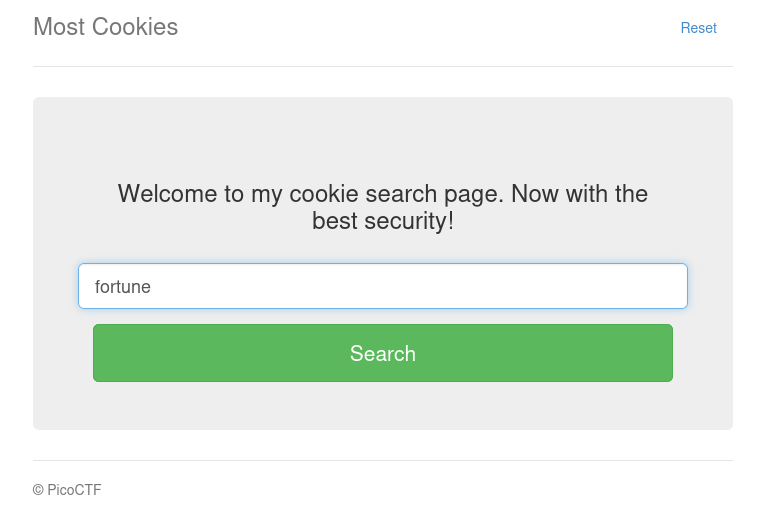 Most Cookies
Reset
Welcome to my cookie search page. Now with the
best security!
fortune
Search
© PicoCTF